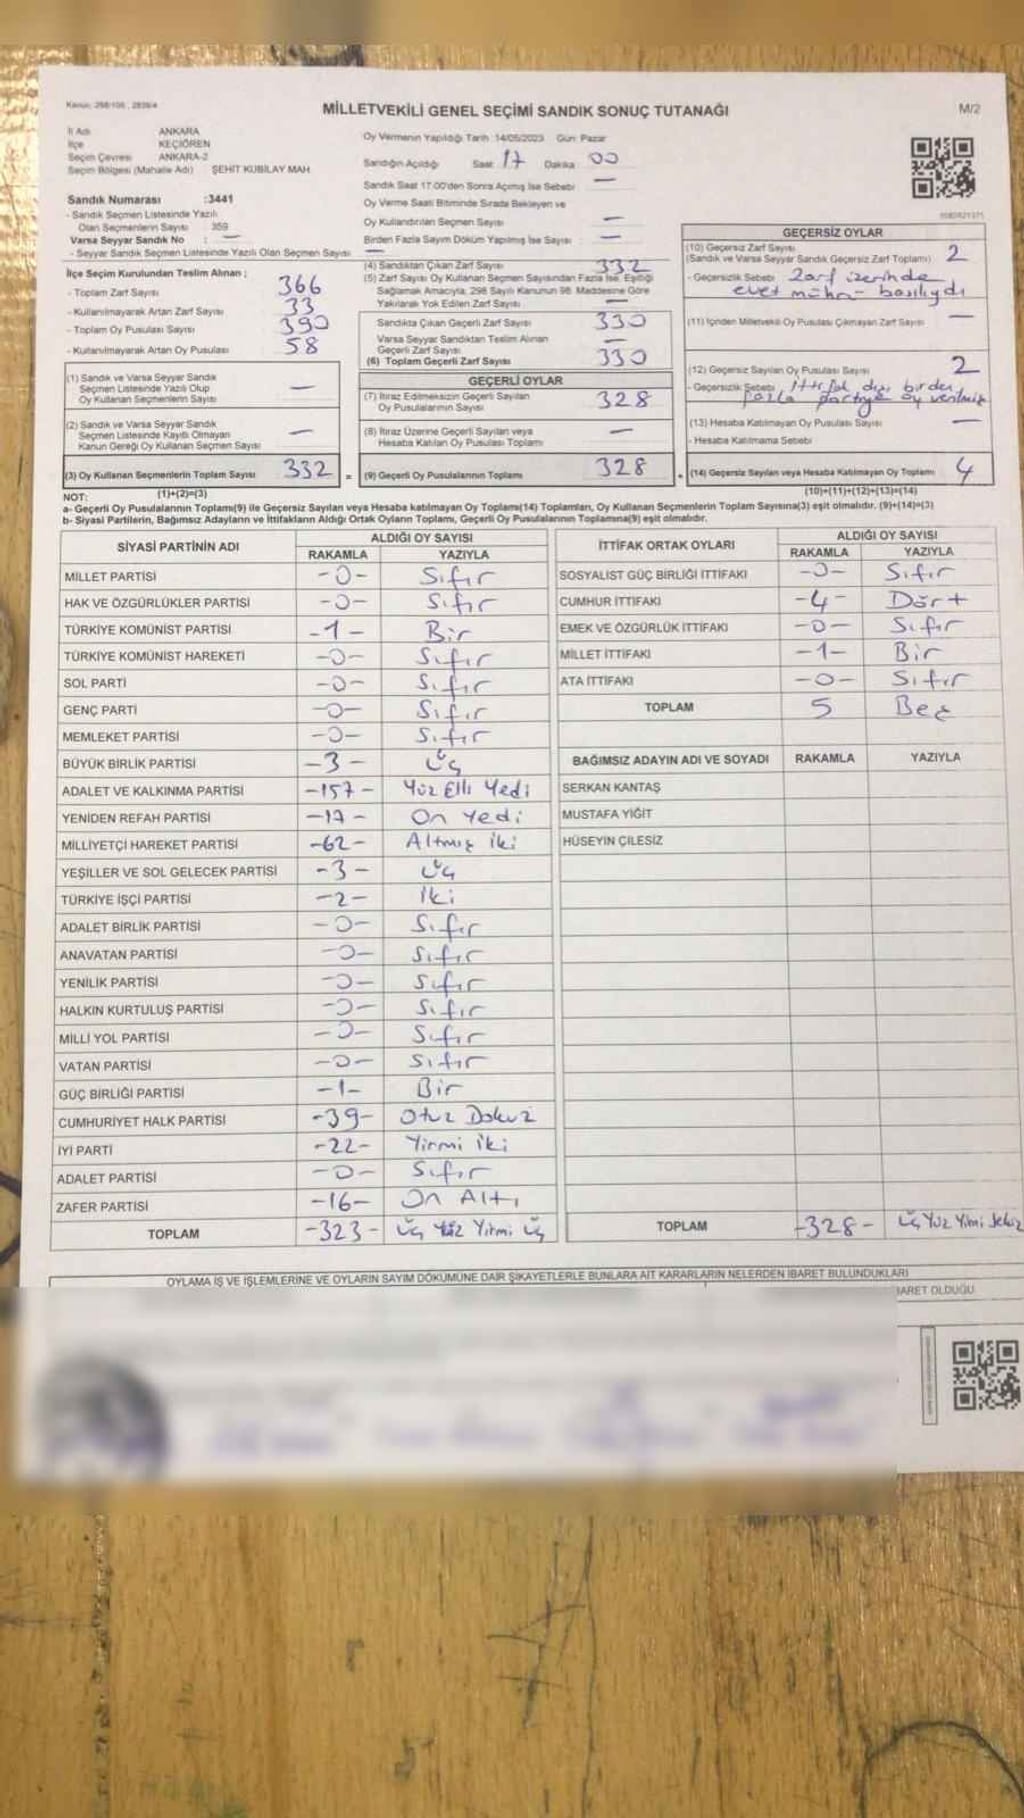 Kanun: 298/105, 2839/4
MİLLETVEKİLİ GENEL SEÇİMİ SANDIK SONUÇ TUTANAĞI
M/2
İl Adı ANKARA
İlçe KEÇİÖREN
Seçim Çevresi ANKARA-2
Seçim Bölgesi (Mahalle Adı) ŞEHİT KUBİLAY MAH
Sandık Numarası :3441
- Sandık Seçmen Listesinde Yazılı
Olan Seçmenlerin Sayısı 359
Varsa Seyyar Sandık No : —
- Seyyar Sandık Seçmen Listesinde Yazılı Olan Seçmen Sayısı —
İlçe Seçim Kurulundan Teslim Alınan ;
- Toplam Zarf Sayısı 366
- Kullanılmayarak Artan Zarf Sayısı 33
- Toplam Oy Pusulası Sayısı 390
- Kullanılmayarak Artan Oy Pusulası 58
(1) Sandık ve Varsa Seyyar Sandık
Seçmen Listesinde Yazılı Olup
Oy Kullanan Seçmenlerin Sayısı —
(2) Sandık ve Varsa Seyyar Sandık
Seçmen Listesinde Kayıtlı Olmayan
Kanun Gereği Oy Kullanan Seçmen Sayısı —
(3) Oy Kullanan Seçmenlerin Toplam Sayısı 332 =
(1)+(2)=(3)
Oy Vermenin Yapıldığı Tarih 14/05/2023 Gün: Pazar
Sandığın Açıldığı Saat 17 Dakika 00
Sandık Saat 17.00'den Sonra Açılmış İse Sebebi —
Oy Verme Saati Bitiminde Sırada Bekleyen ve
Oy Kullandırılan Seçmen Sayısı —
Birden Fazla Sayım Döküm Yapılmış İse Sayısı —
(4) Sandıktan Çıkan Zarf Sayısı 332
(5) Zarf Sayısı Oy Kullanan Seçmen Sayısından Fazla İse, Eşitliği
Sağlamak Amacıyla, 298 Sayılı Kanunun 98. Maddesine Göre
Yakılarak Yok Edilen Zarf Sayısı —
Sandıkta Çıkan Geçerli Zarf Sayısı 330
Varsa Seyyar Sandıktan Teslim Alınan
Geçerli Zarf Sayısı —
(6) Toplam Geçerli Zarf Sayısı 330
GEÇERLİ OYLAR
(7) İtiraz Edilmeksizin Geçerli Sayılan
Oy Pusulalarının Sayısı 328
(8) İtiraz Üzerine Geçerli Sayılan veya
Hesaba Katılan Oy Pusulası Toplamı —
(9) Geçerli Oy Pusulalarının Toplamı 328 +
GEÇERSİZ OYLAR
(10) Geçersiz Zarf Sayısı
(Sandık ve Varsa Seyyar Sandık Geçersiz Zarf Toplamı) 2
- Geçersizlik Sebebi Zarf üzerinde
evet mührü basılıydı
(11) İçinden Milletvekili Oy Pusulası Çıkmayan Zarf Sayısı —
(12) Geçersiz Sayılan Oy Pusulası Sayısı 2
- Geçersizlik Sebebi İttifak dışı birden
fazla partiye oy verilmiş
(13) Hesaba Katılmayan Oy Pusulası Sayısı —
- Hesaba Katılmama Sebebi
(14) Geçersiz Sayılan veya Hesaba Katılmayan Oy Toplamı 4
(10)+(11)+(12)+(13)=(14)
NOT:
a- Geçerli Oy Pusulalarının Toplamı(9) ile Geçersiz Sayılan veya Hesaba katılmayan Oy Toplamı(14) Toplamları, Oy Kullanan Seçmenlerin Toplam Sayısına(3) eşit olmalıdır. (9)+(14)=(3)
b- Siyasi Partilerin, Bağımsız Adayların ve İttifakların Aldığı Ortak Oyların Toplamı, Geçerli Oy Pusulalarının Toplamına(9) eşit olmalıdır.
SİYASİ PARTİNİN ADI ALDIĞI OY SAYISI
RAKAMLA YAZIYLA
MİLLET PARTİSİ -0- Sıfır
HAK VE ÖZGÜRLÜKLER PARTİSİ -0- Sıfır
TÜRKİYE KOMÜNİST PARTİSİ -1- Bir
TÜRKİYE KOMÜNİST HAREKETİ -0- Sıfır
SOL PARTİ -0- Sıfır
GENÇ PARTİ -0- Sıfır
MEMLEKET PARTİSİ -0- Sıfır
BÜYÜK BİRLİK PARTİSİ -3- Üç
ADALET VE KALKINMA PARTİSİ -157- Yüz Elli Yedi
YENİDEN REFAH PARTİSİ -17- On Yedi
MİLLİYETÇİ HAREKET PARTİSİ -62- Altmış İki
YEŞİLLER VE SOL GELECEK PARTİSİ -3- Üç
TÜRKİYE İŞÇİ PARTİSİ -2- İki
ADALET BİRLİK PARTİSİ -0- Sıfır
ANAVATAN PARTİSİ -0- Sıfır
YENİLİK PARTİSİ -0- Sıfır
HALKIN KURTULUŞ PARTİSİ -0- Sıfır
MİLLİ YOL PARTİSİ -0- Sıfır
VATAN PARTİSİ -0- Sıfır
GÜÇ BİRLİĞİ PARTİSİ -1- Bir
CUMHURİYET HALK PARTİSİ -39- Otuz Dokuz
İYİ PARTİ -22- Yirmi İki
ADALET PARTİSİ -0- Sıfır
ZAFER PARTİSİ -16- On Altı
TOPLAM -323- Üç Yüz Yirmi Üç
İTTİFAK ORTAK OYLARI ALDIĞI OY SAYISI
RAKAMLA YAZIYLA
SOSYALİST GÜÇ BİRLİĞİ İTTİFAKI -0- Sıfır
CUMHUR İTTİFAKI -4- Dört
EMEK VE ÖZGÜRLÜK İTTİFAKI -0- Sıfır
MİLLET İTTİFAKI -1- Bir
ATA İTTİFAKI -0- Sıfır
TOPLAM 5 Beş
BAĞIMSIZ ADAYIN ADI VE SOYADI RAKAMLA YAZIYLA
SERKAN KANTAŞ
MUSTAFA YİĞİT
HÜSEYİN ÇİLESİZ
TOPLAM -328- Üç Yüz Yirmi Sekiz
OYLAMA İŞ VE İŞLEMLERİNE VE OYLARIN SAYIM DÖKÜMÜNE DAİR ŞİKAYETLERLE BUNLARA AİT KARARLARIN NELERDEN İBARET BULUNDUKLARI
BARET OLDUĞU